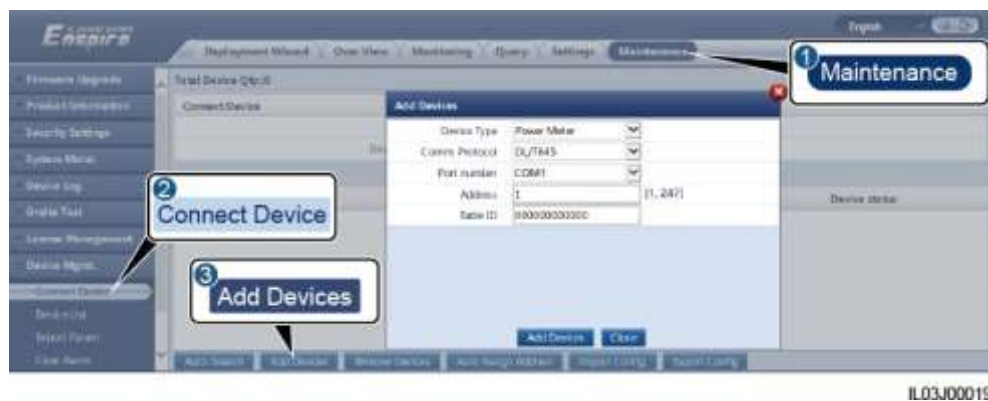 Enspire
English
Deployment Wizard
Over View
Monitoring
Query
Settings
Maintenance
1
Maintenance
Firmware Upgrade
Product Information
Security Settings
System Maint.
Device Log
Onsite Test
License Management
Device Mgmt.
Connect Device
Device List
Export Param.
Clear Alarm
Total Device Qty:0
Connect Device
Device status
2
Connect Device
3
Add Devices
Add Devices
Device Type
Power Meter
Comm. Protocol
DL/T645
Port number
COM1
Address
1
[1, 247]
Table ID
000000000000
Add Devices
Close
Auto Search
Add Devices
Remove Devices
Auto Assign Address
Import Config.
Export Config.
IL03J00019